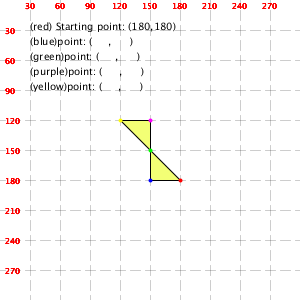 30 60 90 120 150 180 210 240 270
(red) Starting point: (180,180)
(blue)point: ( , )
(green)point: ( , )
(purple)point: ( , )
(yellow)point: ( , )
30
60
90
120
150
180
210
240
270